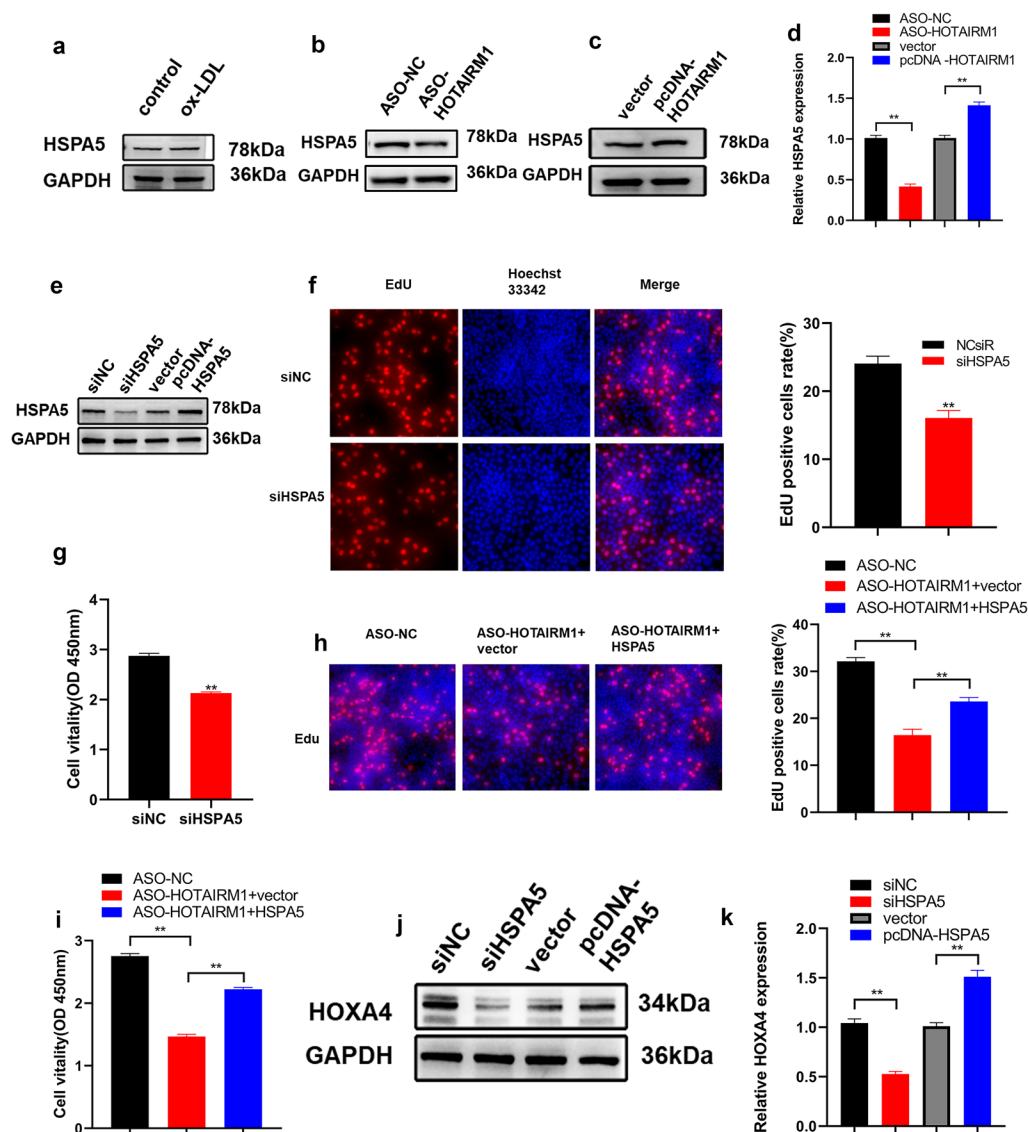 a
control
ox-LDL
HSPA5
78kDa
GAPDH
36kDa
b
ASO-NC
ASO-
HOTAIRM1
HSPA5
78kDa
GAPDH
36kDa
c
vector
pcDNA-
HOTAIRM1
HSPA5
78kDa
GAPDH
36kDa
d
ASO-NC
ASO-HOTAIRM1
vector
pcDNA -HOTAIRM1
Relative HSPA5 expression
2.0
1.5
1.0
0.5
0.0
**
**
e
siNC
siHSPA5
vector
pcDNA-
HSPA5
HSPA5
78kDa
GAPDH
36kDa
f
EdU
Hoechst
33342
Merge
siNC
siHSPA5
EdU positive cells rate(%)
30
20
10
0
NCsiR
siHSPA5
**
g
Cell vitality(OD 450nm)
4
3
2
1
0
**
siNC
siHSPA5
h
ASO-NC
ASO-HOTAIRM1+
vector
ASO-HOTAIRM1+
HSPA5
Edu
ASO-NC
ASO-HOTAIRM1+vector
ASO-HOTAIRM1+HSPA5
EdU positive cells rate(%)
40
30
20
10
0
**
**
i
ASO-NC
ASO-HOTAIRM1+vector
ASO-HOTAIRM1+HSPA5
Cell vitality(OD 450nm)
3
2
1
0
**
**
j
siNC
siHSPA5
vector
pcDNA-
HSPA5
HOXA4
34kDa
GAPDH
36kDa
k
siNC
siHSPA5
vector
pcDNA-HSPA5
Relative HOXA4 expression
2.0
1.5
1.0
0.5
0.0
**
**